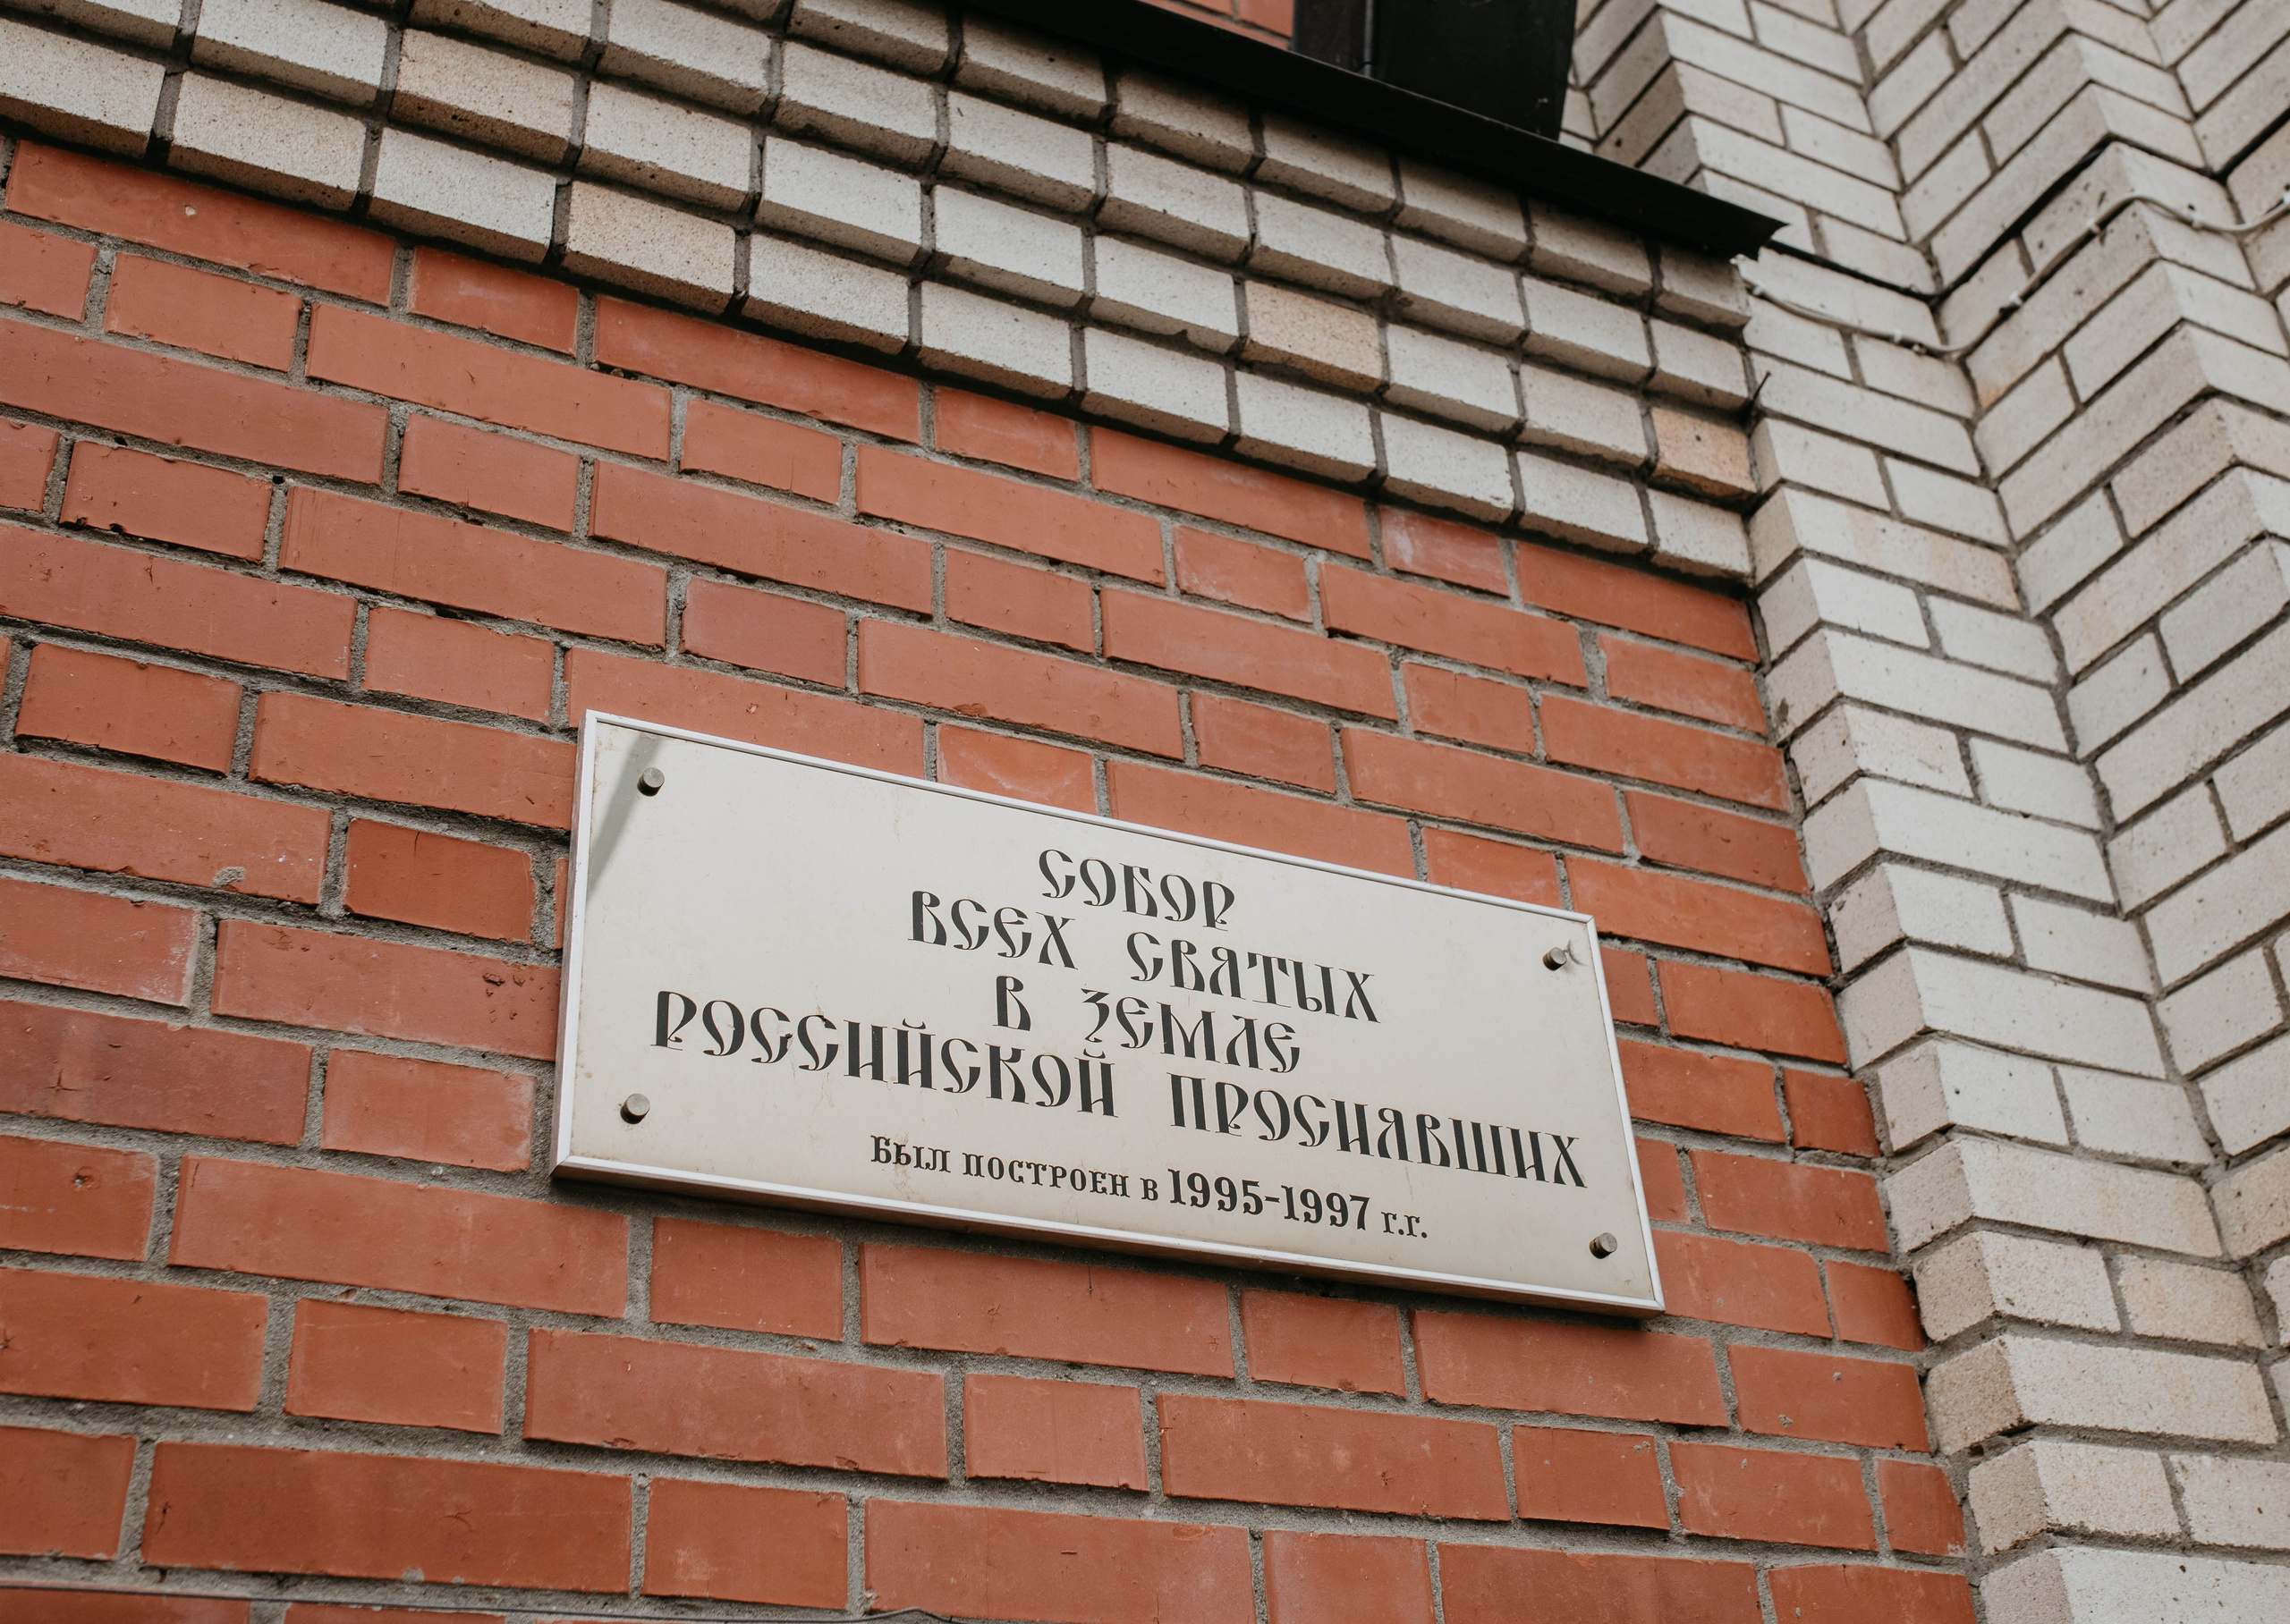 СОБОР
ВСЕХ СВЯТЫХ
В ЗЕМЛЕ
РОССИЙСКОЙ ПРОСИЯВШИХ
БЫЛ ПОСТРОЕН В 1995-1997 г.г.